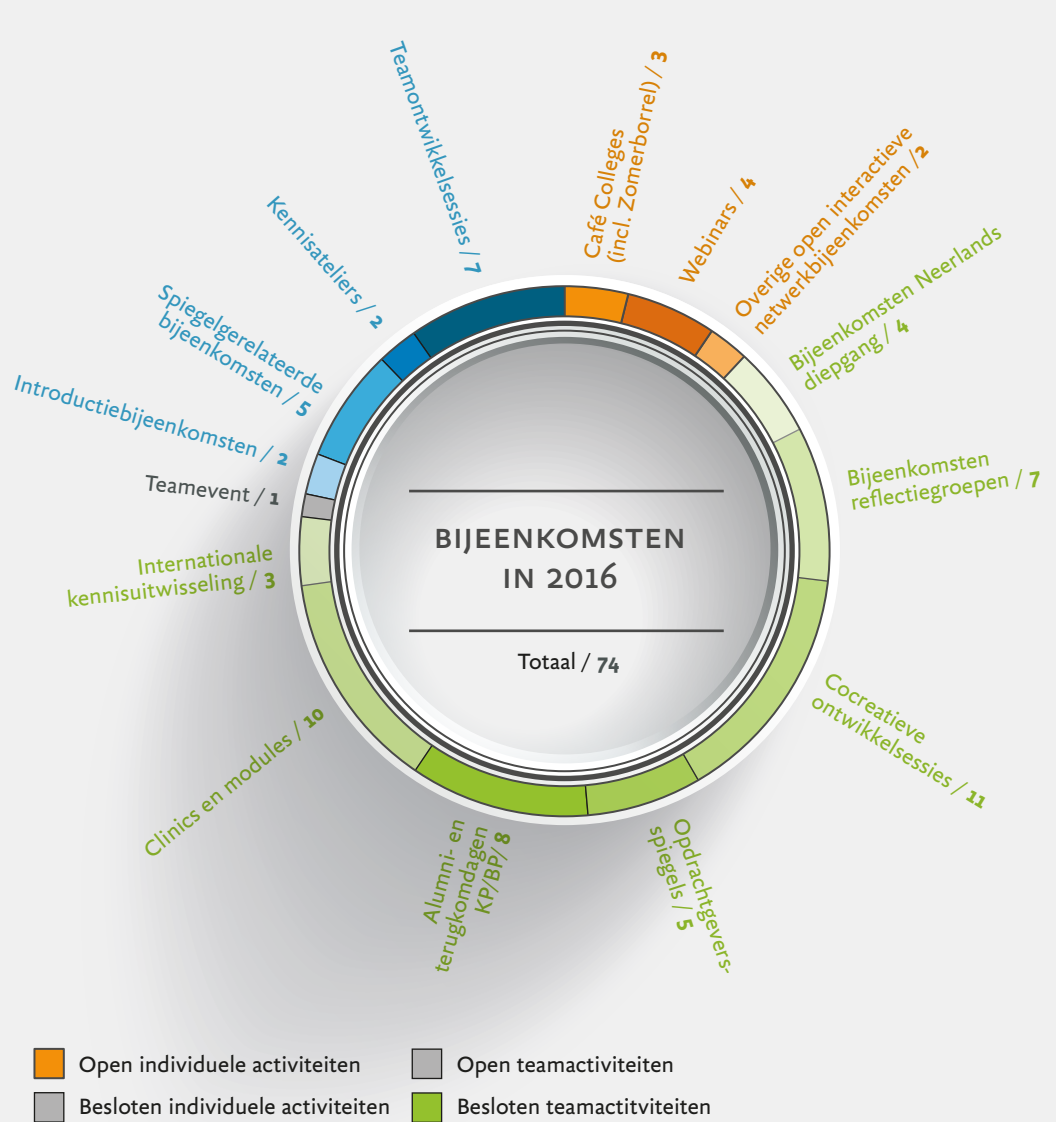 BIJEENKOMSTEN
IN 2016
Totaal / 74
Café Colleges
(incl. Zomerborrel) / 3
Webinars / 4
Overige open interactieve
netwerkbijeenkomsten /2
Bijeenkomsten Neerlands
diepgang / 4
Bijeenkomsten
reflectiegroepen / 7
Cocreatieve
ontwikkelsessies / 11
Opdrachtgevers-
spiegels / 5
Alumni- en
terugkomdagen
KP/BP/ 8
Clinics en modules / 10
Internationale
kennisuitwisseling / 3
Teamevent / 1
Introductiebijeenkomsten / 2
Spiegelgerelateerde
bijeenkomsten / 5
Kennisateliers / 2
Teamontwikkelsessies / 7
Open individuele activiteiten
Open teamactiviteiten
Besloten individuele activiteiten
Besloten teamactitviteiten